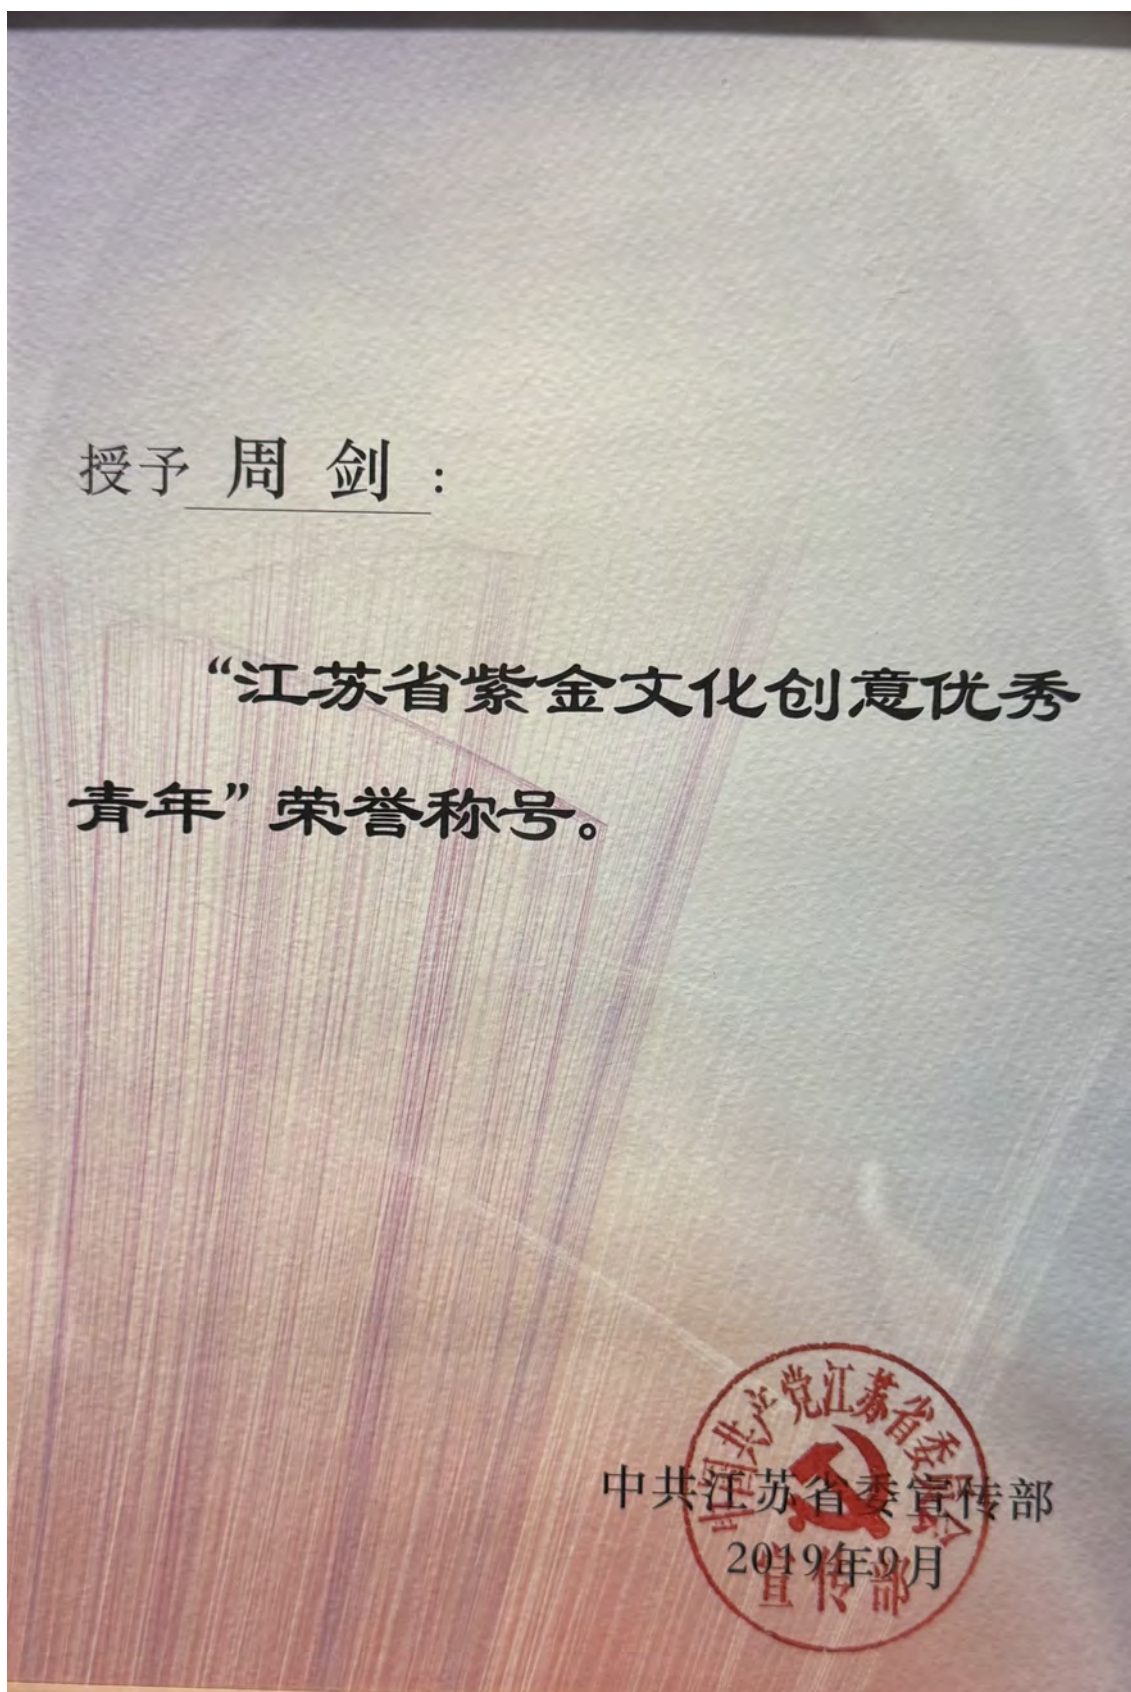 授予 周 剑 ：
“江苏省紫金文化创意优秀
青年”荣誉称号。
中共江苏省委宣传部
2019年9月
中国共产党江苏省委员会
宣传部